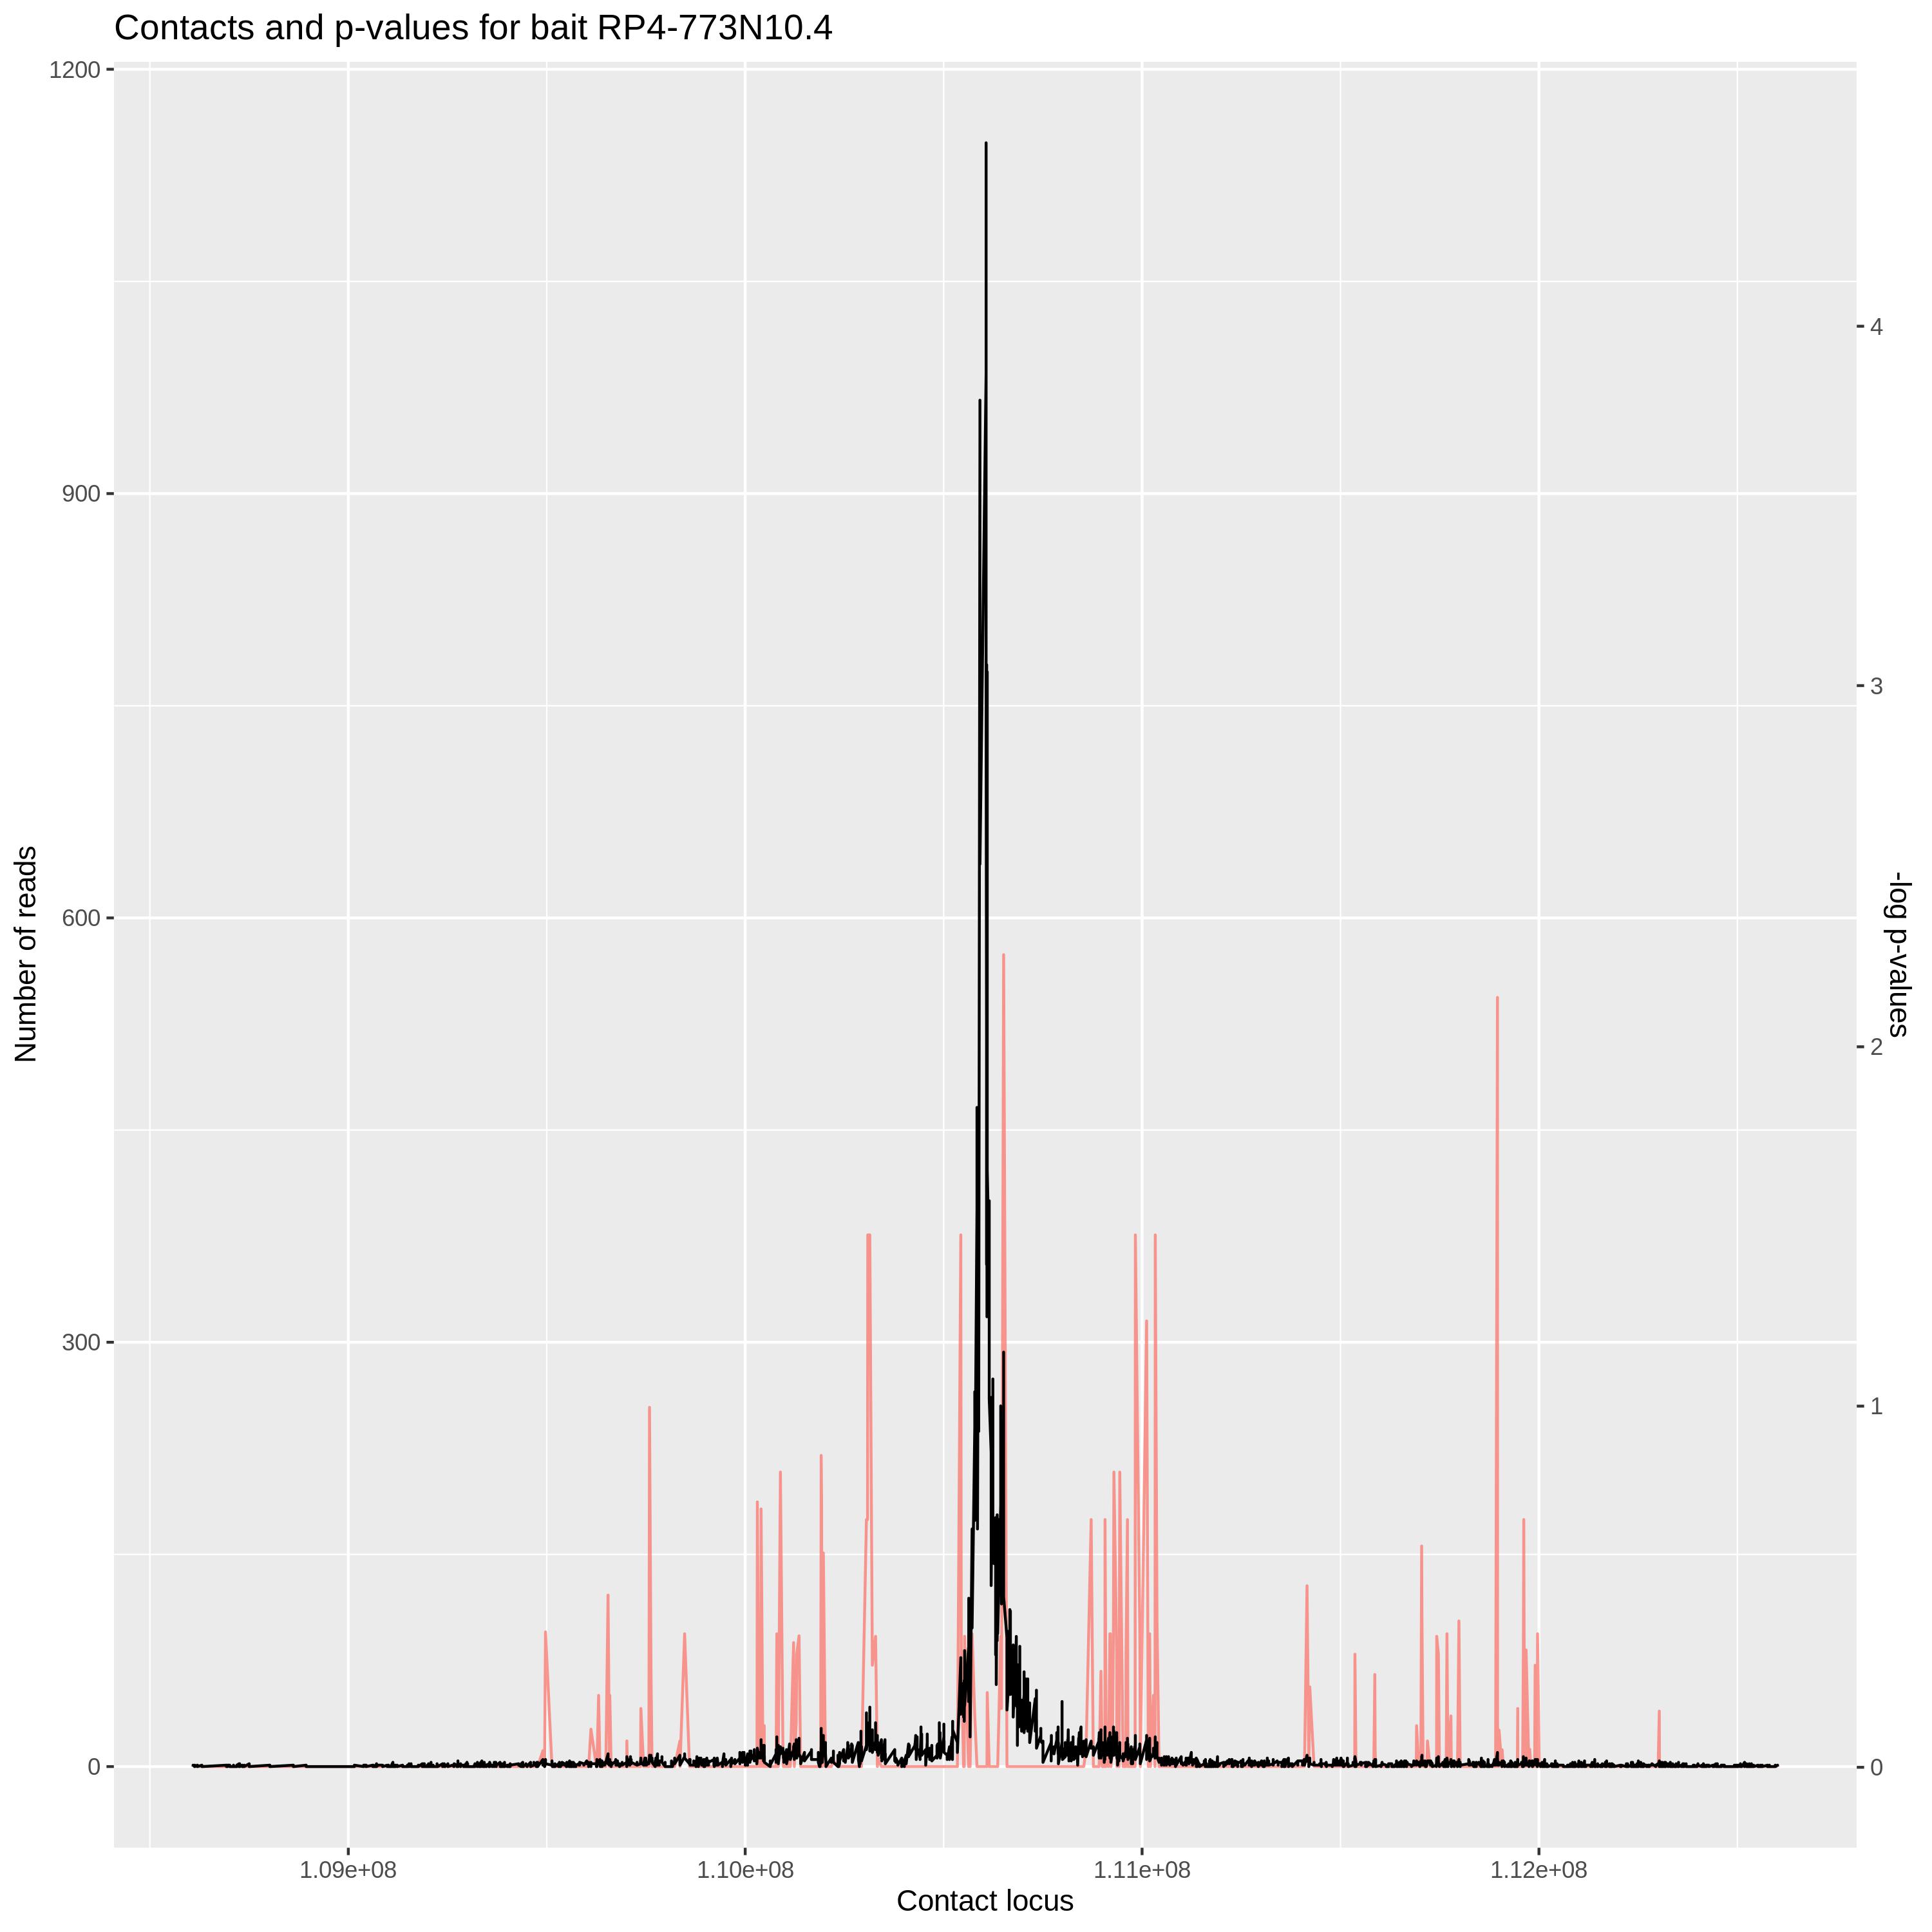 Contacts and p-values for bait RP4-773N10.4
1200
900
600
300
0
Number of reads
4
3
2
1
0
-log p-values
1.09e+08
1.10e+08
1.11e+08
1.12e+08
Contact locus